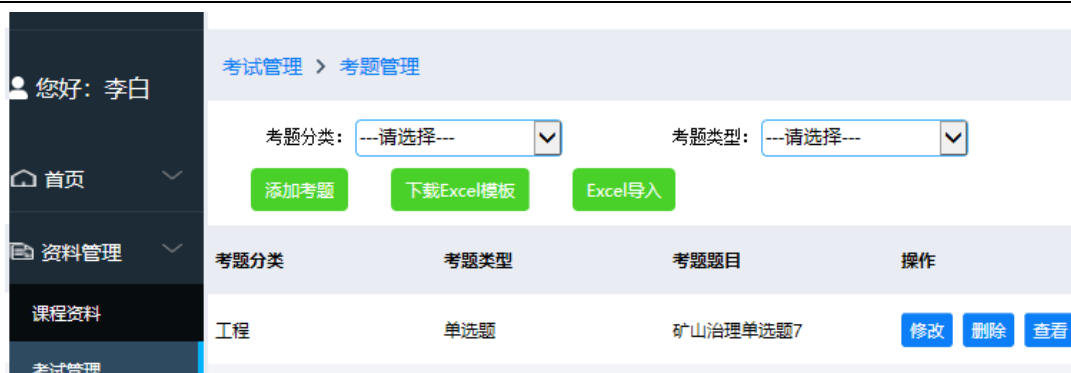 您好：李白
首页
资料管理
课程资料
考试管理
考试管理 > 考题管理
考题分类： ---请选择--- 考题类型： ---请选择---
添加考题 下载Excel模板 Excel导入
考题分类 考题类型 考题题目 操作
工程 单选题 矿山治理单选题7 修改 删除 查看